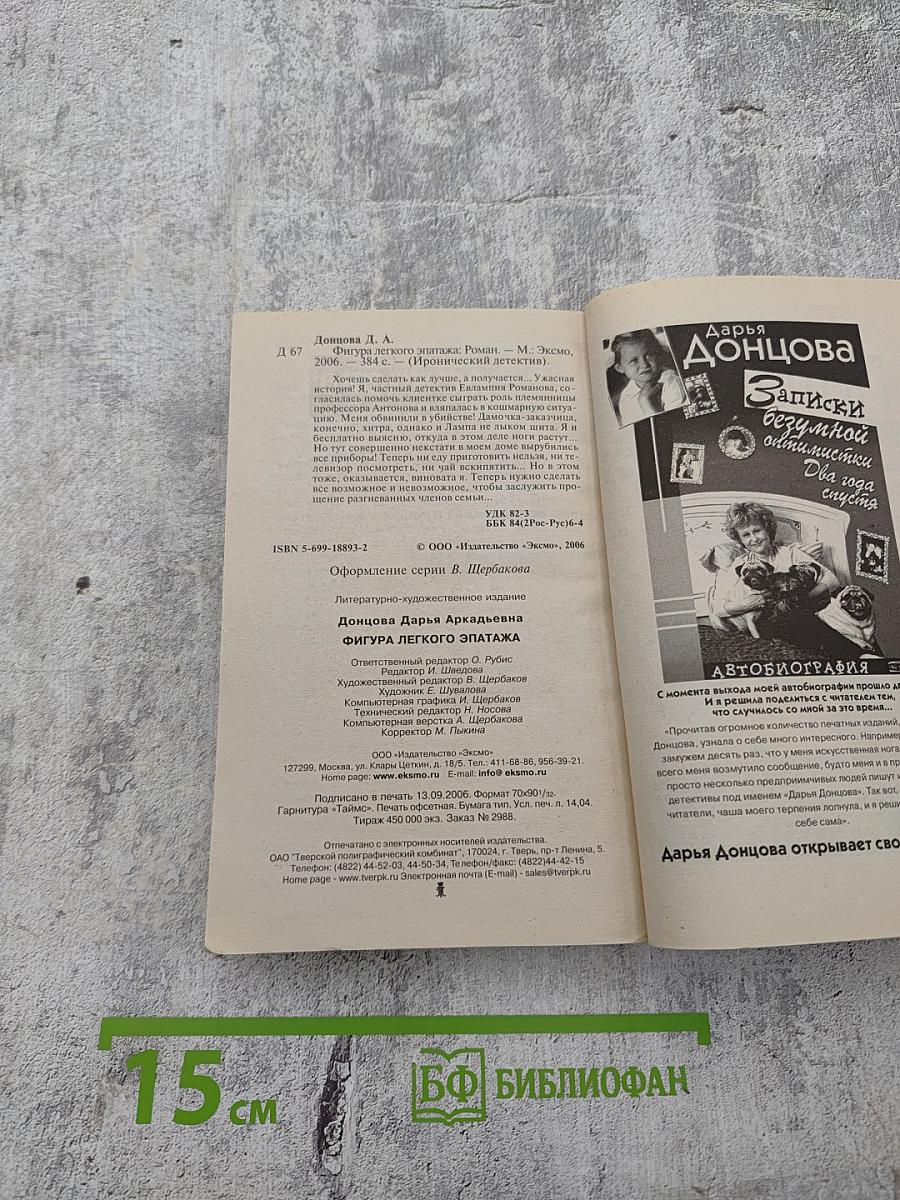 Донцова Д. А.
Д 67 Фигура легкого эпатажа: Роман. — М.: Эксмо,
2006. — 384 с. — (Иронический детектив).
Хочешь сделать как лучше, а получается... Ужасная
история! Я, частный детектив Евлампия Романова, со-
гласилась помочь клиентке сыграть роль племянницы
профессора Антонова и вляпалась в кошмарную ситуа-
цию. Меня обвинили в убийстве! Дамочка-заказчица,
конечно, хитра, однако и Лампа не лыком шита. Я и
бесплатно выясню, откуда в этом деле ноги растут...
Но тут совершенно некстати в моем доме вырубились
все приборы! Теперь ни еду приготовить нельзя, ни те-
левизор посмотреть, ни чай вскипятить... Но в этом
тоже, оказывается, виновата я. Теперь нужно сделать
все возможное и невозможное, чтобы заслужить про-
щение разгневанных членов семьи...
УДК 82-3
ББК 84(2Рос-Рус)6-4
ISBN 5-699-18893-2 © ООО «Издательство «Эксмо», 2006
Оформление серии В. Щербакова
Литературно-художественное издание
Донцова Дарья Аркадьевна
ФИГУРА ЛЕГКОГО ЭПАТАЖА
Ответственный редактор О. Рубис
Редактор И. Шведова
Художественный редактор В. Щербаков
Художник Е. Шувалова
Компьютерная графика И. Щербаков
Технический редактор Н. Носова
Компьютерная верстка А. Щербакова
Корректор М. Пыкина
ООО «Издательство «Эксмо»
127299, Москва, ул. Клары Цеткин, д. 18/5. Тел.: 411-68-86, 956-39-21.
Home page: www.eksmo.ru E-mail: info@ eksmo.ru
Подписано в печать 13.09.2006. Формат 70x90 1/32.
Гарнитура «Таймс». Печать офсетная. Бумага тип. Усл. печ. л. 14,04.
Тираж 450 000 экз. Заказ № 2988.
Отпечатано с электронных носителей издательства.
ОАО "Тверской полиграфический комбинат", 170024, г. Тверь, пр-т Ленина, 5.
Телефон: (4822) 44-52-03, 44-50-34, Телефон/факс: (4822)44-42-15
Home page - www.tverpk.ru Электронная почта (E-mail) - sales@tverpk.ru
Дарья
ДОНЦОВА
Записки
безумной
оптимистки
Два года
спустя
АВТОБИОГРАФИЯ
С момента выхода моей автобиографии прошло
И я решила поделиться с читателем тем,
что случилось со мной за это время...
«Прочитав огромное количество печатных изданий,
Донцова, узнала о себе много интересного. Например
замужем десять раз, что у меня искусственная нога
всего меня возмутило сообщение, будто меня и в
просто несколько предприимчивых людей пишут
детективы под именем «Дарья Донцова». Так вот,
читатели, чаша моего терпения лопнула, и я
себе сама».
Дарья Донцова открывает
15 см
БФ БИБЛИОФАН